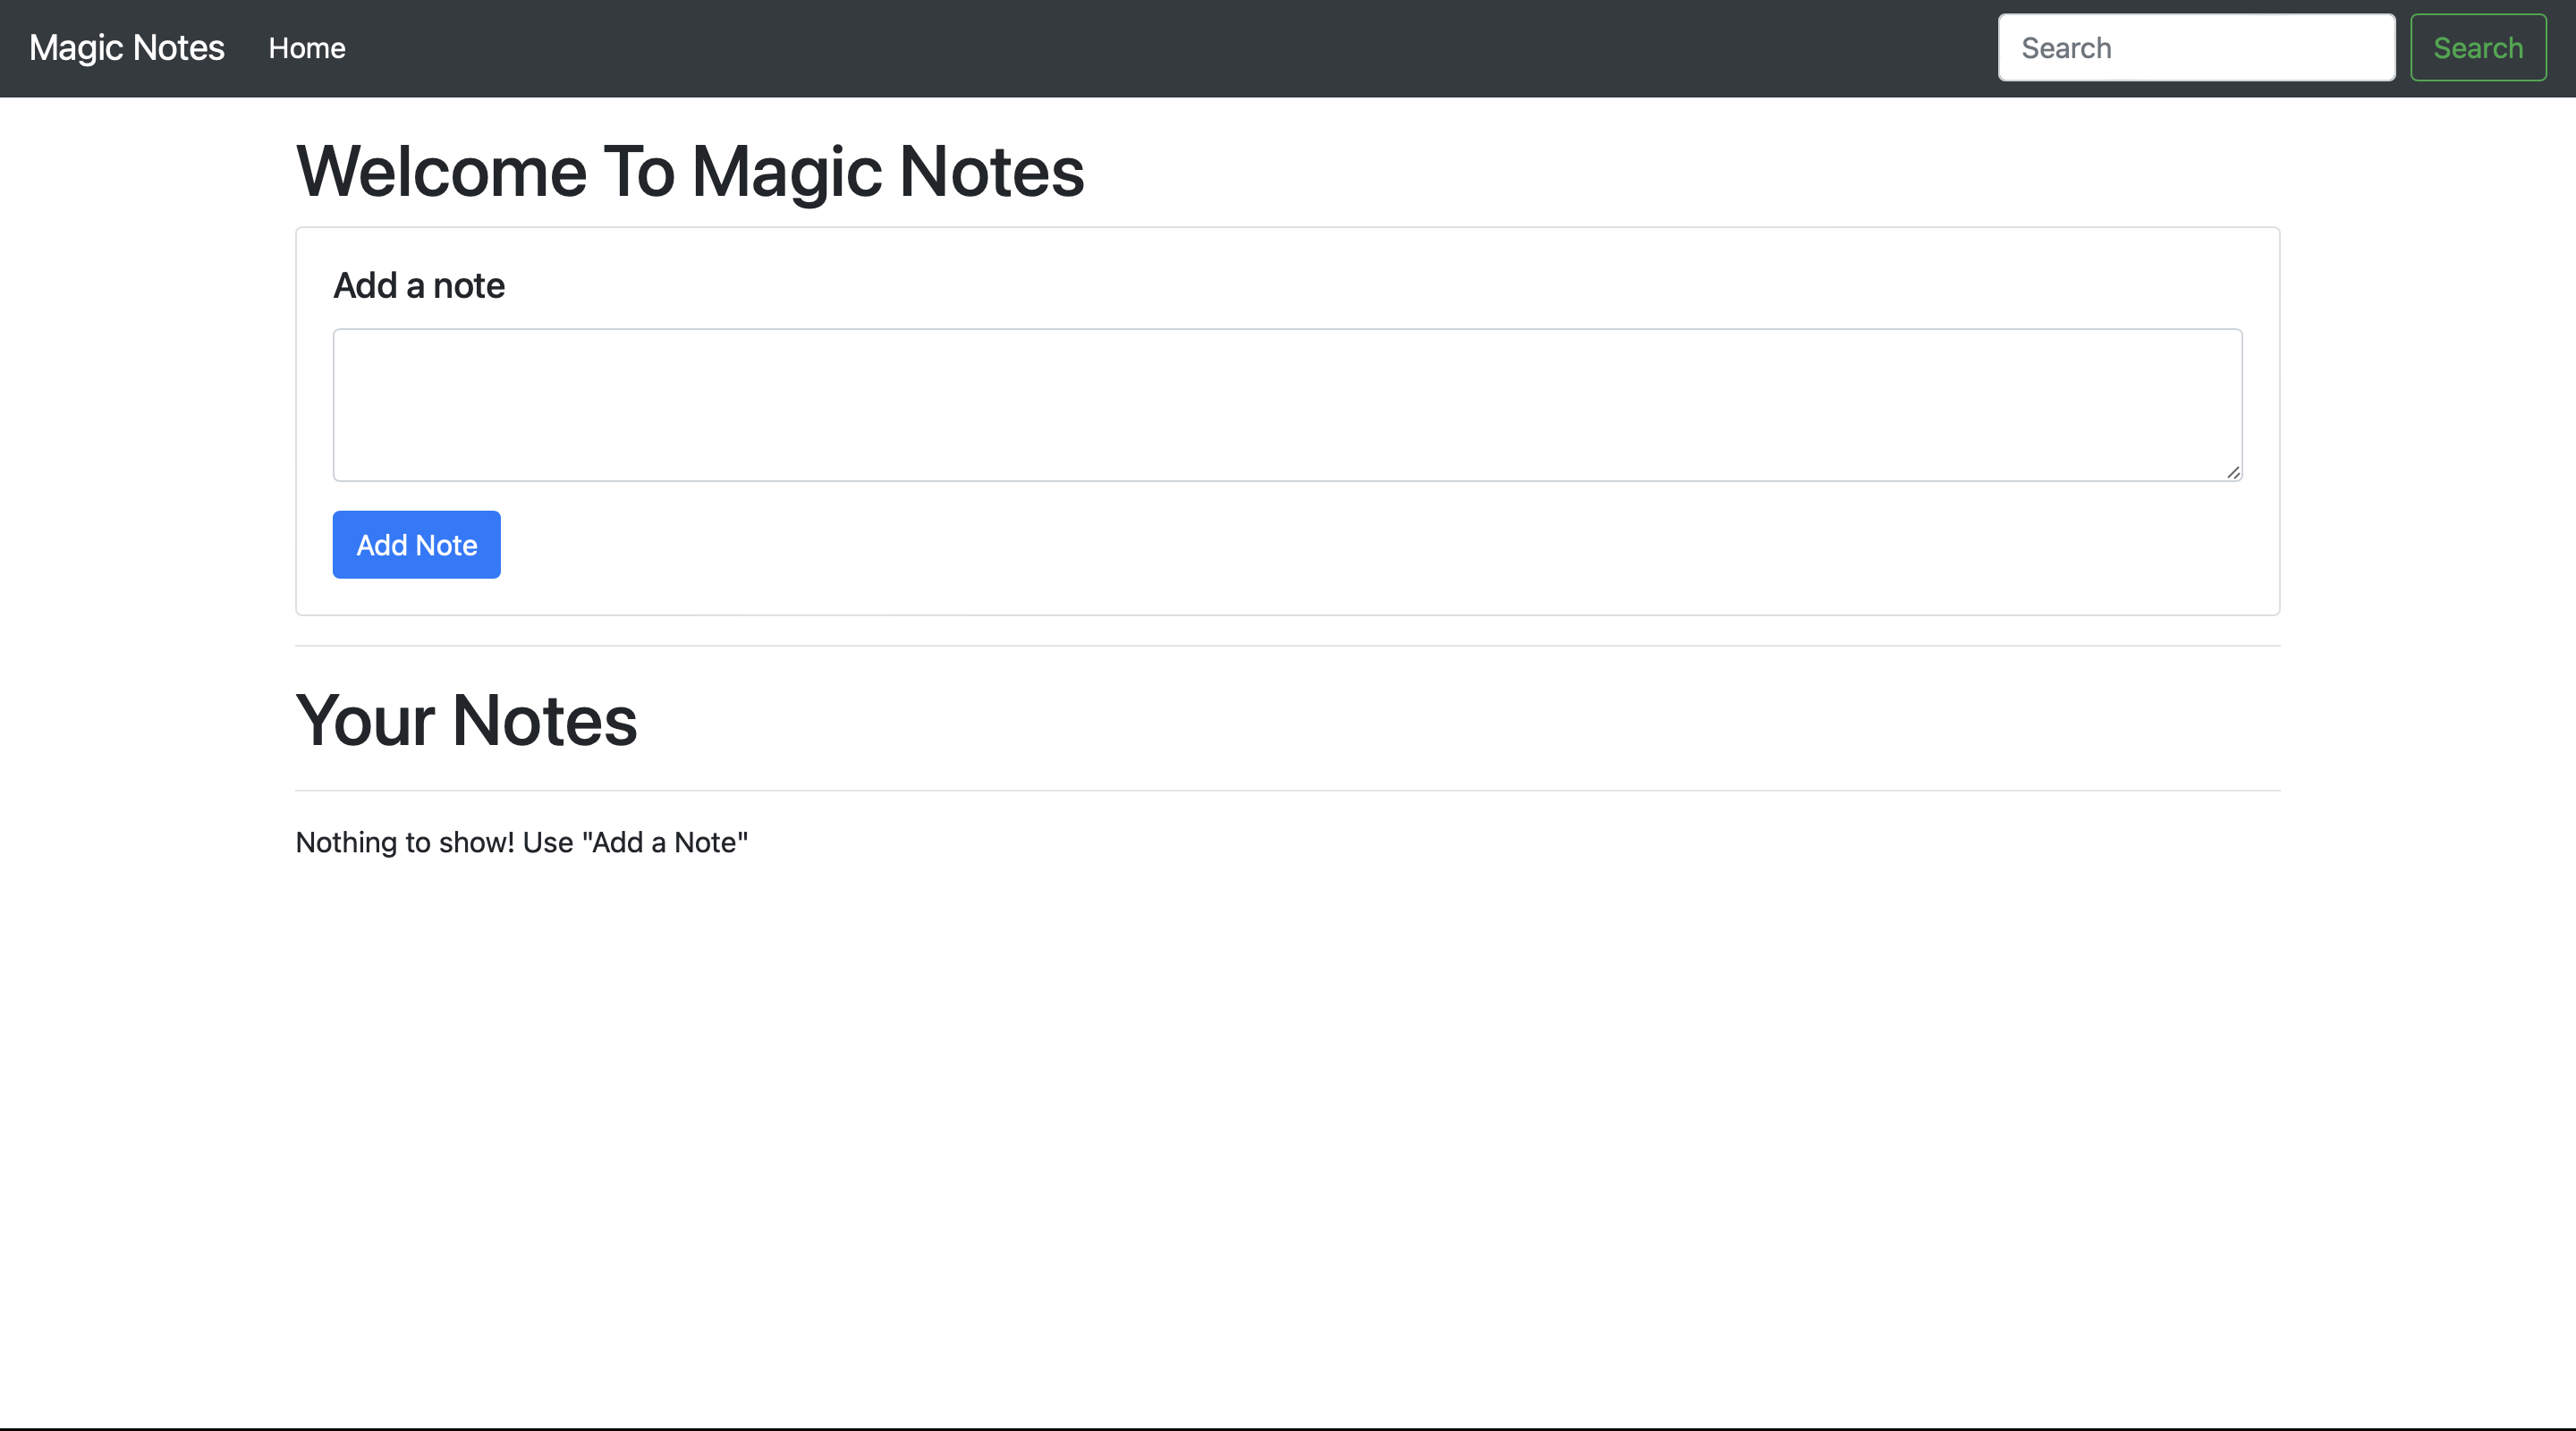 Magic Notes Home Search Search
Welcome To Magic Notes
Add a note
Add Note
Your Notes
Nothing to show! Use "Add a Note"